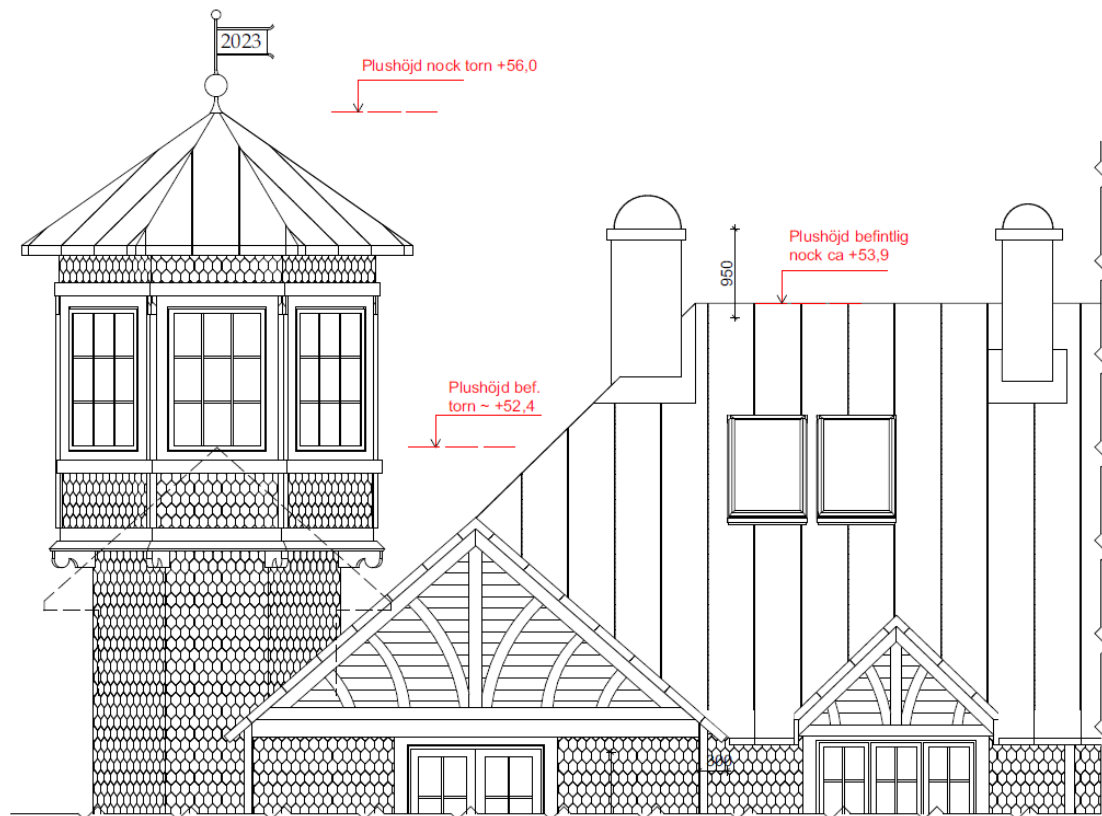 2023
Plushöjd nock torn +56,0
Plushöjd befintlig
nock ca +53,9
950
Plushöjd bef.
torn ~ +52,4
300